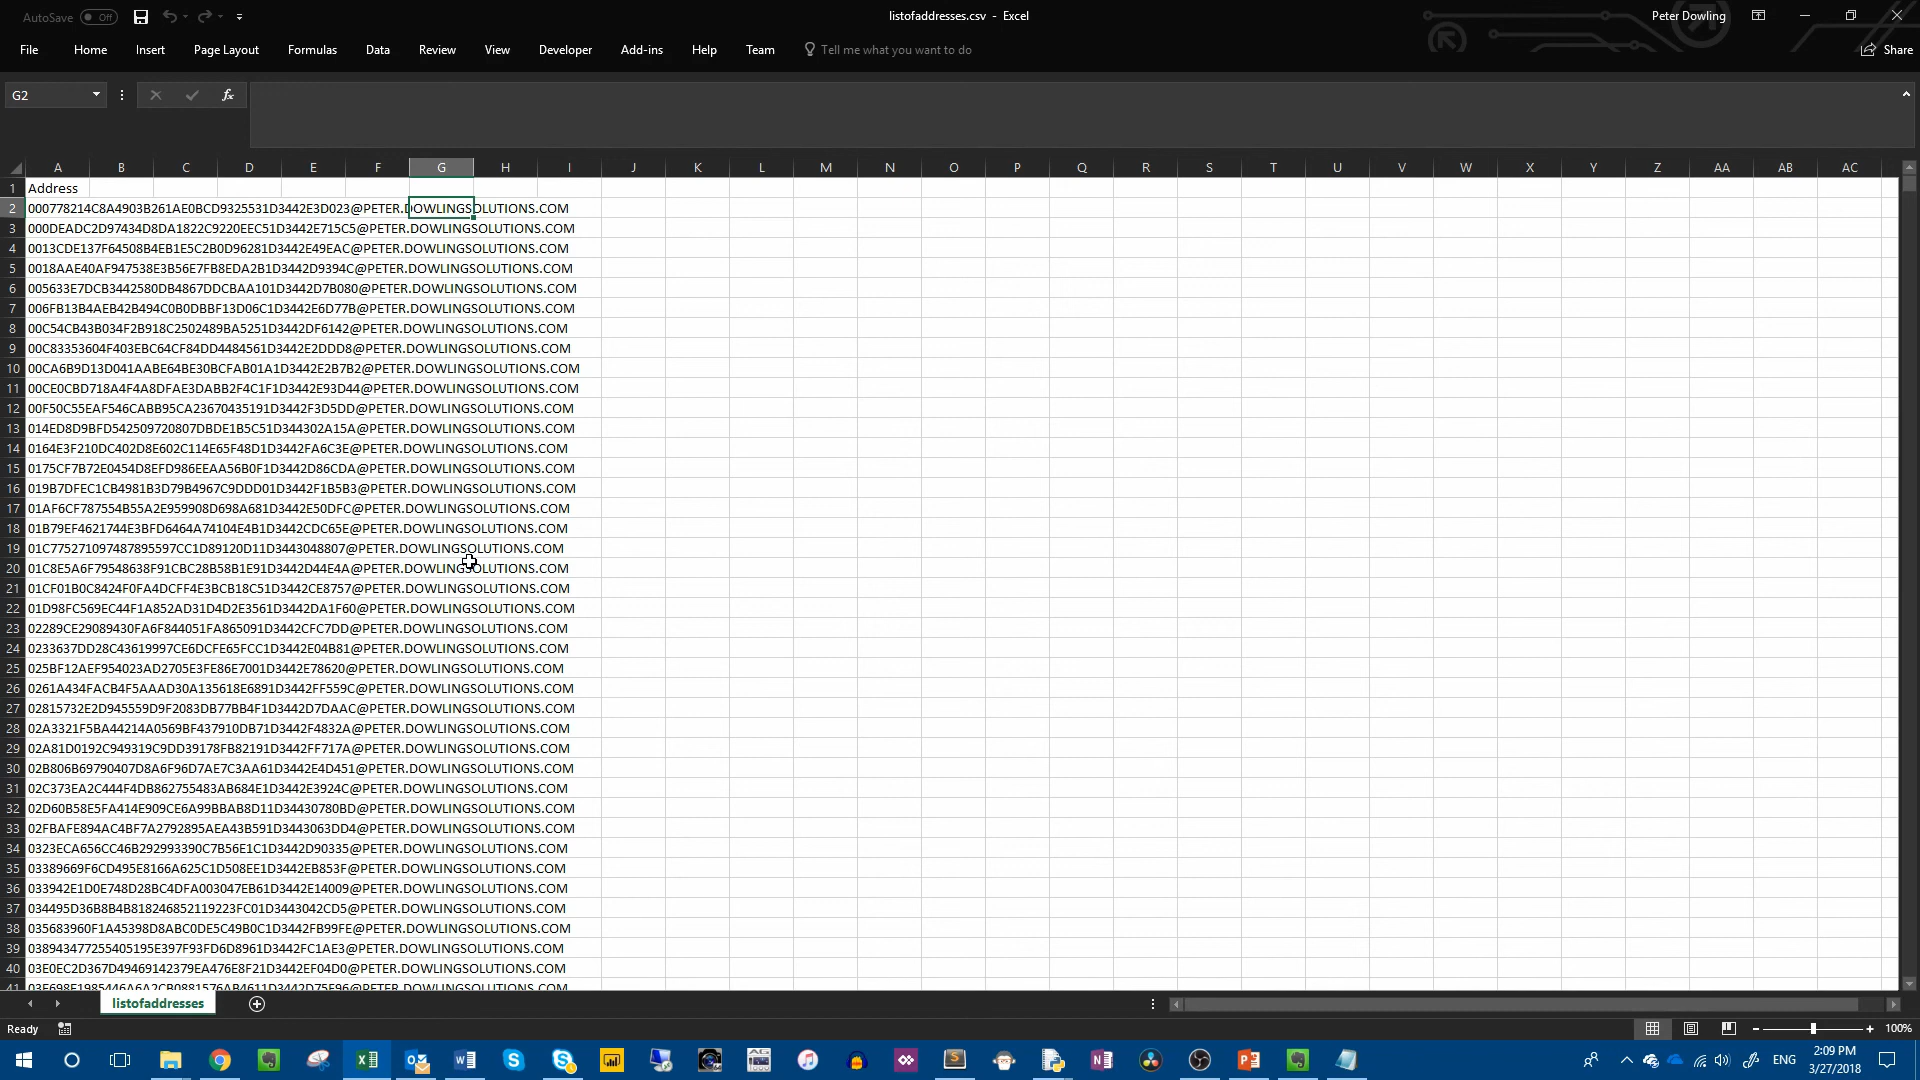 AutoSave Off
listofaddresses.csv - Excel
Peter Dowling
File Home Insert Page Layout Formulas Data Review View Developer Add-ins Help Team Tell me what you want to do Share
G2 fx
A B C D E F G H I J K L M N O P Q R S T U V W X Y Z AA AB AC
1 Address
2 000778214C8A4903B261AE0BCD9325531D3442E3D023@PETER.DOWLINGSOLUTIONS.COM
3 000DEADC2D97434D8DA1822C9220EEC51D3442E715C5@PETER.DOWLINGSOLUTIONS.COM
4 0013CDE137F64508B4EB1E5C2B0D96281D3442E49EAC@PETER.DOWLINGSOLUTIONS.COM
5 0018AAE40AF947538E3B56E7FB8EDA2B1D3442D9394C@PETER.DOWLINGSOLUTIONS.COM
6 005633E7DCB3442580DB4867DDCBAA101D3442D7B080@PETER.DOWLINGSOLUTIONS.COM
7 006FB13B4AEB42B494C0B0DBBF13D06C1D3442E6D77B@PETER.DOWLINGSOLUTIONS.COM
8 00C54CB43B034F2B918C2502489BA5251D3442DF6142@PETER.DOWLINGSOLUTIONS.COM
9 00C83353604F403EBC64CF84DD4484561D3442E2DDD8@PETER.DOWLINGSOLUTIONS.COM
10 00CA6B9D13D041AABE64BE30BCFAB01A1D3442E2B7B2@PETER.DOWLINGSOLUTIONS.COM
11 00CE0CBD718A4F4A8DFAE3DABB2F4C1F1D3442E93D44@PETER.DOWLINGSOLUTIONS.COM
12 00F50C55EAF546CABB95CA23670435191D3442F3D5DD@PETER.DOWLINGSOLUTIONS.COM
13 014ED8D9BFD542509720807DBDE1B5C51D344302A15A@PETER.DOWLINGSOLUTIONS.COM
14 0164E3F210DC402D8E602C114E65F48D1D3442FA6C3E@PETER.DOWLINGSOLUTIONS.COM
15 0175CF7B72E0454D8EFD986EEAA56B0F1D3442D86CDA@PETER.DOWLINGSOLUTIONS.COM
16 019B7DFEC1CB4981B3D79B4967C9DDD01D3442F1B5B3@PETER.DOWLINGSOLUTIONS.COM
17 01AF6CF787554B55A2E959908D698A681D3442E50DFC@PETER.DOWLINGSOLUTIONS.COM
18 01B79EF4621744E3BFD6464A74104E4B1D3442CDC65E@PETER.DOWLINGSOLUTIONS.COM
19 01C775271097487895597CC1D89120D11D3443048807@PETER.DOWLINGSOLUTIONS.COM
20 01C8E5A6F79548638F91CBC28B58B1E91D3442D44E4A@PETER.DOWLINGSOLUTIONS.COM
21 01CF01B0C8424F0FA4DCFF4E3BCB18C51D3442CE8757@PETER.DOWLINGSOLUTIONS.COM
22 01D98FC569EC44F1A852AD31D4D2E3561D3442DA1F60@PETER.DOWLINGSOLUTIONS.COM
23 02289CE29089430FA6F844051FA865091D3442CFC7DD@PETER.DOWLINGSOLUTIONS.COM
24 0233637DD28C43619997CE6DCFE65FCC1D3442E04B81@PETER.DOWLINGSOLUTIONS.COM
25 025BF12AEF954023AD2705E3FE86E7001D3442E78620@PETER.DOWLINGSOLUTIONS.COM
26 0261A434FACB4F5AAAD30A135618E6891D3442FF559C@PETER.DOWLINGSOLUTIONS.COM
27 02815732E2D945559D9F2083DB77BB4F1D3442D7DAAC@PETER.DOWLINGSOLUTIONS.COM
28 02A3321F5BA44214A0569BF437910DB71D3442F4832A@PETER.DOWLINGSOLUTIONS.COM
29 02A81D0192C949319C9DD39178FB82191D3442FF717A@PETER.DOWLINGSOLUTIONS.COM
30 02B806B69790407D8A6F96D7AE7C3AA61D3442E4D451@PETER.DOWLINGSOLUTIONS.COM
31 02C373EA2C444F4DB862755483AB684E1D3442E3924C@PETER.DOWLINGSOLUTIONS.COM
32 02D60B58E5FA414E909CE6A99BBAB8D11D34430780BD@PETER.DOWLINGSOLUTIONS.COM
33 02FBAFE894AC4BF7A2792895AEA43B591D3443063DD4@PETER.DOWLINGSOLUTIONS.COM
34 0323ECA656CC46B292993390C7B56E1C1D3442D90335@PETER.DOWLINGSOLUTIONS.COM
35 03389669F6CD495E8166A625C1D508EE1D3442EB853F@PETER.DOWLINGSOLUTIONS.COM
36 033942E1D0E748D28BC4DFA003047EB61D3442E14009@PETER.DOWLINGSOLUTIONS.COM
37 034495D36B8B4B818246852119223FC01D3443042CD5@PETER.DOWLINGSOLUTIONS.COM
38 035683960F1A45398D8ABC0DE5C49B0C1D3442FB99FE@PETER.DOWLINGSOLUTIONS.COM
39 038943477255405195E397F93FD6D8961D3442FC1AE3@PETER.DOWLINGSOLUTIONS.COM
40 03E0EC2D367D49469142379EA476E8F21D3442EF04D0@PETER.DOWLINGSOLUTIONS.COM
41
listofaddresses
Ready 100%
ENG 2:09 PM
3/27/2018